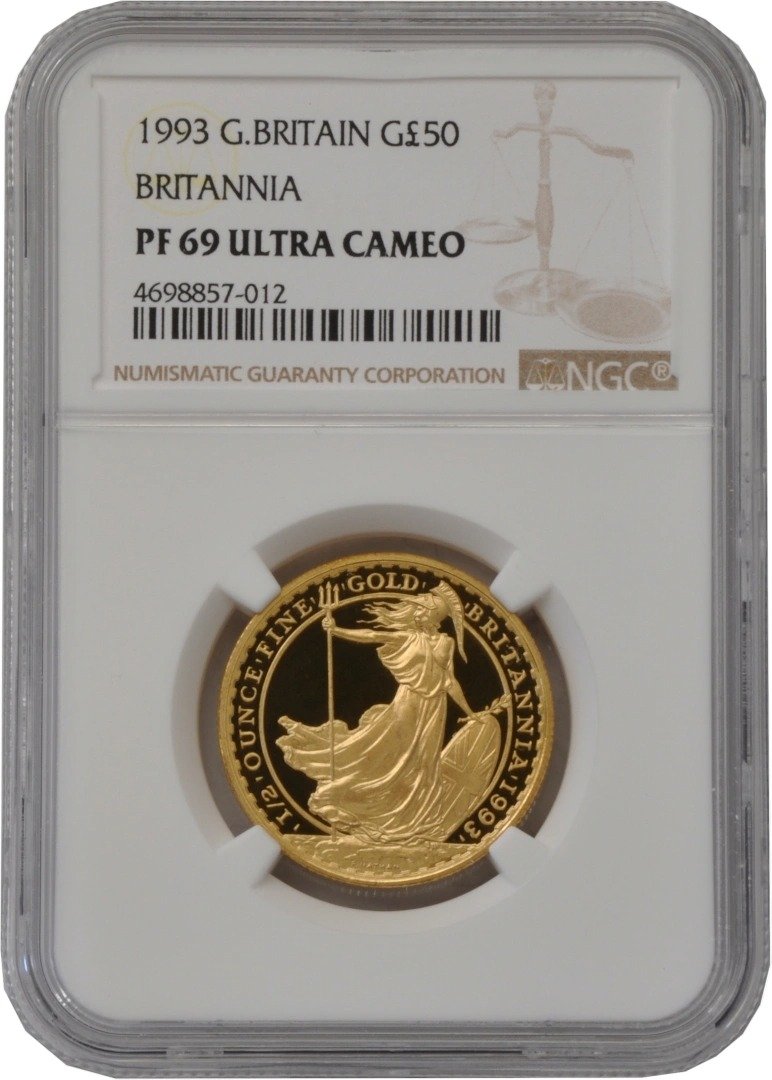 1993 G.BRITAIN G£50
BRITANNIA
PF 69 ULTRA CAMEO
4698857-012
NUMISMATIC GUARANTY CORPORATION
NGC®
1/2 · OUNCE · FINE · GOLD · BRITANNIA · 1993
P. NATHAN